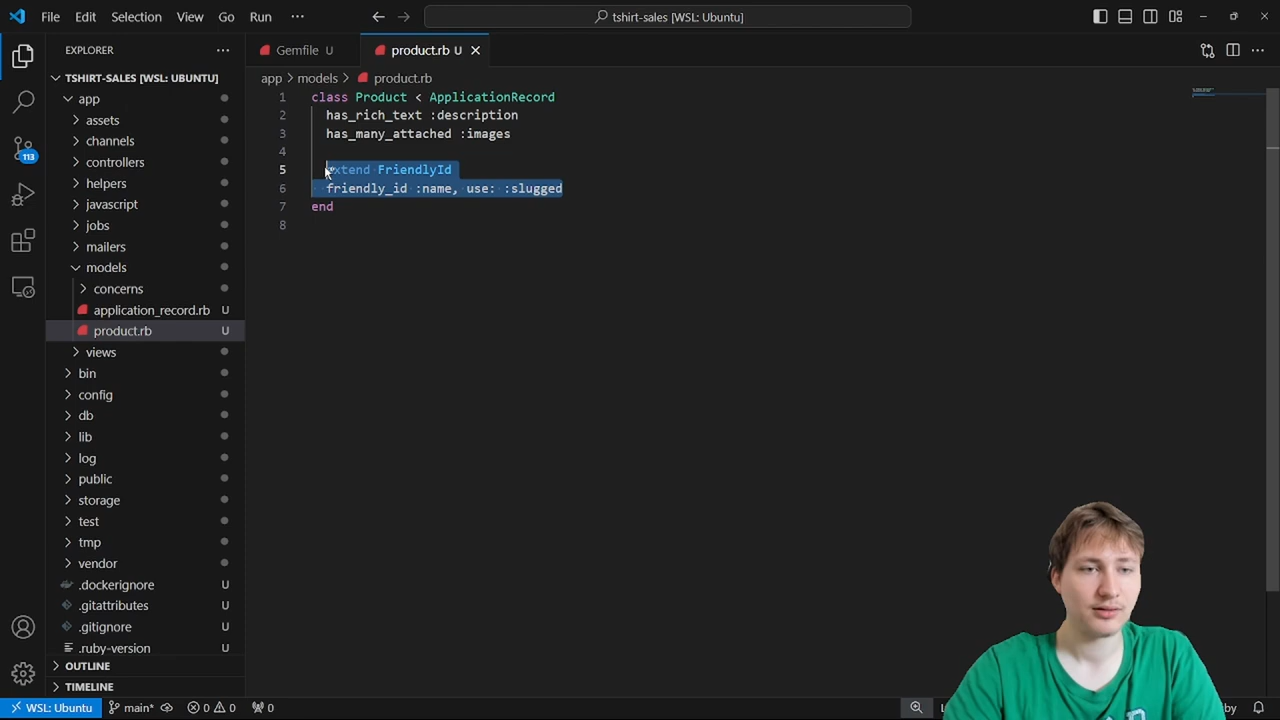 File Edit Selection View Go Run ··· tshirt-sales [WSL: Ubuntu]
EXPLORER ···
Gemfile U
product.rb U
TSHIRT-SALES [WSL: UBUNTU]
app > models > product.rb
app
assets
channels
controllers
helpers
javascript
jobs
mailers
models
concerns
application_record.rb U
product.rb U
views
bin
config
db
lib
log
public
storage
test
tmp
vendor
.dockerignore U
.gitattributes U
.gitignore U
.ruby-version U
OUTLINE
TIMELINE
113
1 class Product < ApplicationRecord
2 has_rich_text :description
3 has_many_attached :images
4
5 extend FriendlyId
6 friendly_id :name, use: :slugged
7 end
8
WSL: Ubuntu main* 0 0 0